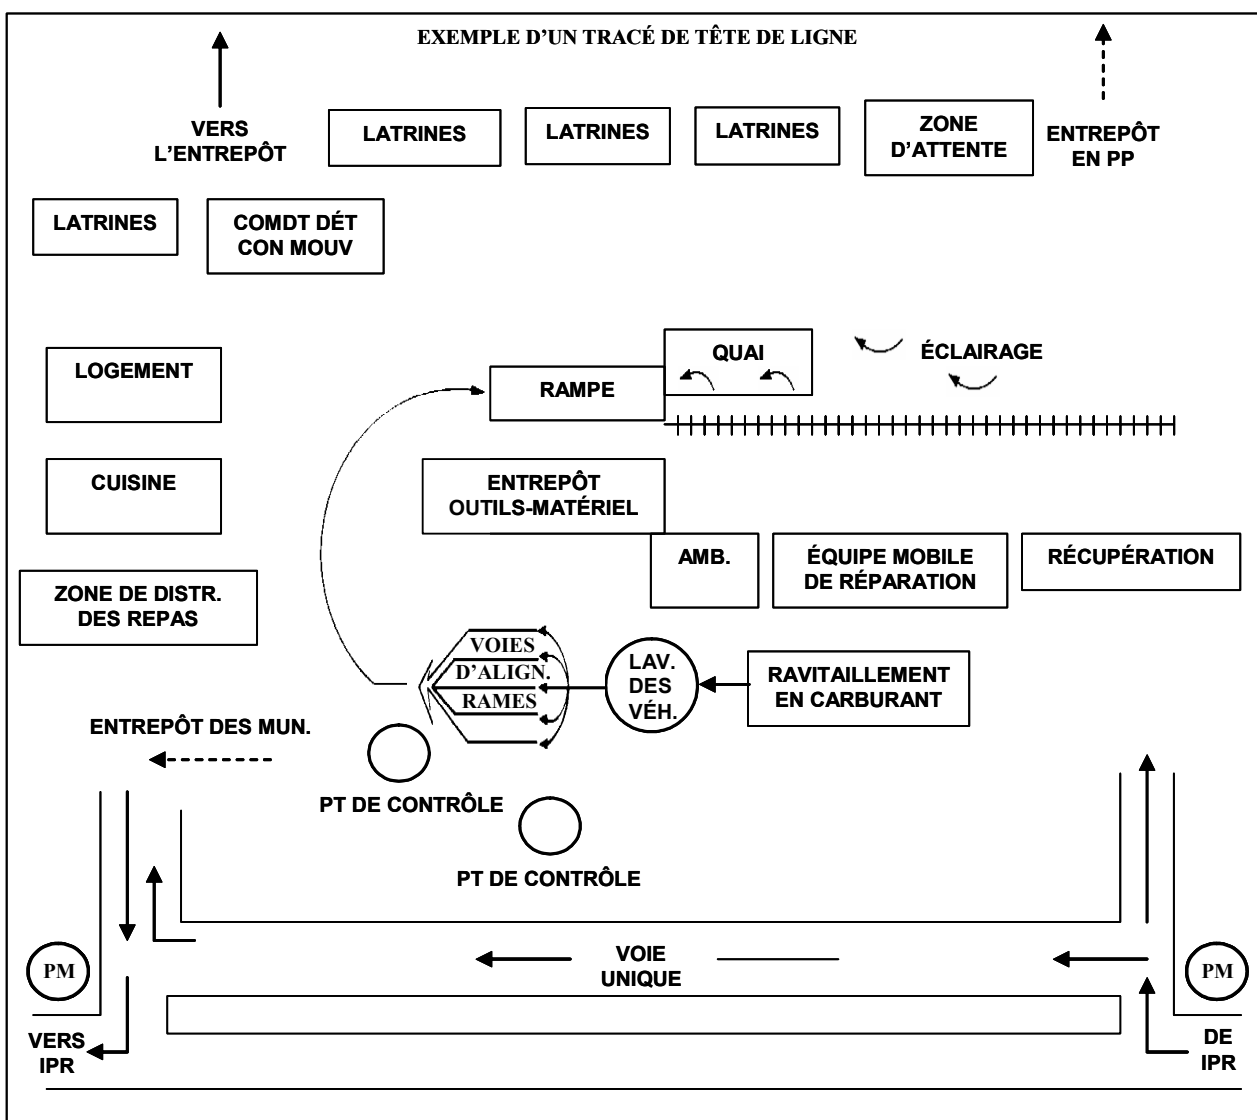 EXEMPLE D'UN TRACÉ DE TÊTE DE LIGNE
VERS
L'ENTREPÔT
LATRINES
LATRINES
LATRINES
ZONE
D'ATTENTE
ENTREPÔT
EN PP
LATRINES
COMDT DÉT
CON MOUV
LOGEMENT
RAMPE
QUAI
ÉCLAIRAGE
CUISINE
ENTREPÔT
OUTILS-MATÉRIEL
AMB.
ÉQUIPE MOBILE
DE RÉPARATION
RÉCUPÉRATION
ZONE DE DISTR.
DES REPAS
VOIES
D'ALIGN.
RAMES
LAV.
DES
VÉH.
RAVITAILLEMENT
EN CARBURANT
ENTREPÔT DES MUN.
PT DE CONTRÔLE
PT DE CONTRÔLE
PM
VOIE
UNIQUE
PM
VERS
IPR
DE
IPR